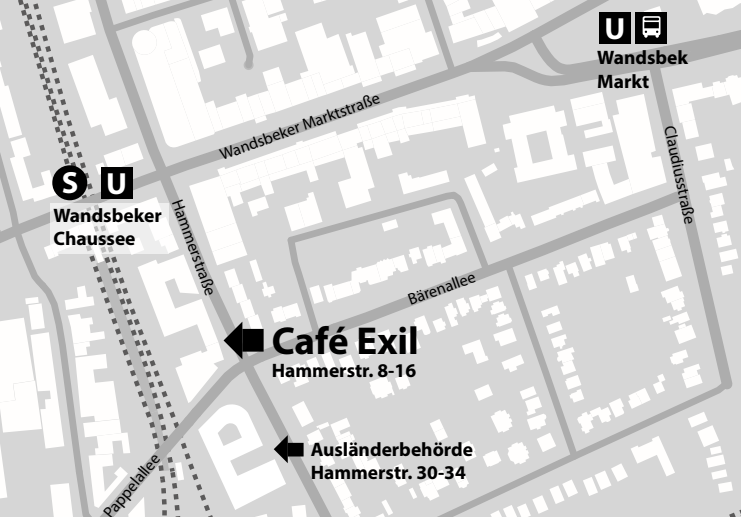 U
Wandsbek
Markt
Wandsbeker Marktstraße
Claudiusstraße
S U
Wandsbeker
Chaussee
Hammerstraße
Bärenallee
Café Exil
Hammerstr. 8-16
Ausländerbehörde
Hammerstr. 30-34
Pappelallee